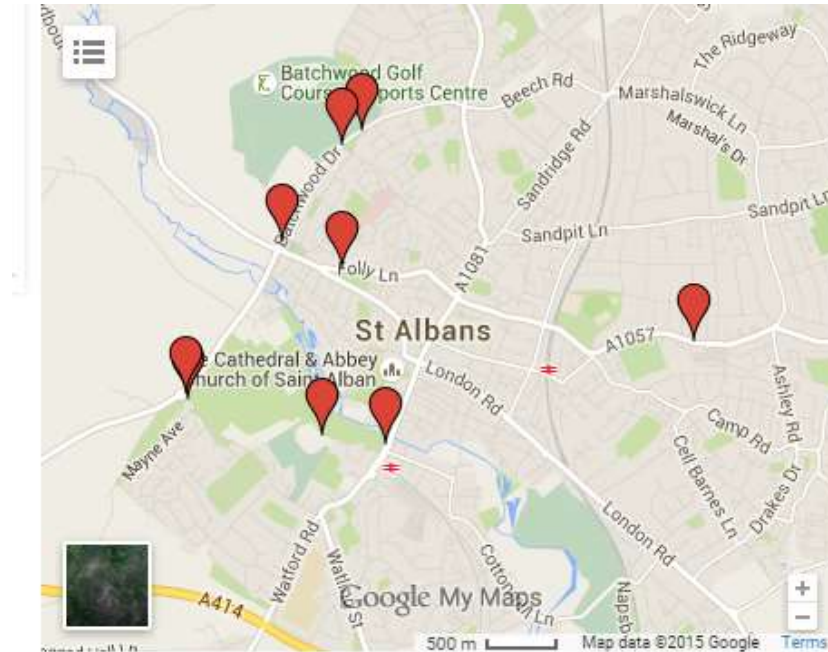 The Ridgeway
Batchwood Golf
Course
ports Centre
Beech Rd
Marshalswick Ln
Marshal's Dr
Sandridge Rd
Batchwood Dr
Sandpit Ln
Sandpit Ln
Folly Ln
A1081
St Albans
A1057
Cathedral & Abbey
hurch of Saint Alban
London Rd
Ashley Rd
Mayne Ave
Camp Rd
Cell Barnes Ln
Drakes Dr
London Rd
Watford Rd
Watling St
A414
Google My Maps
Cottonmill Ln
Napsb
500 m
Map data ©2015 Google
Terms